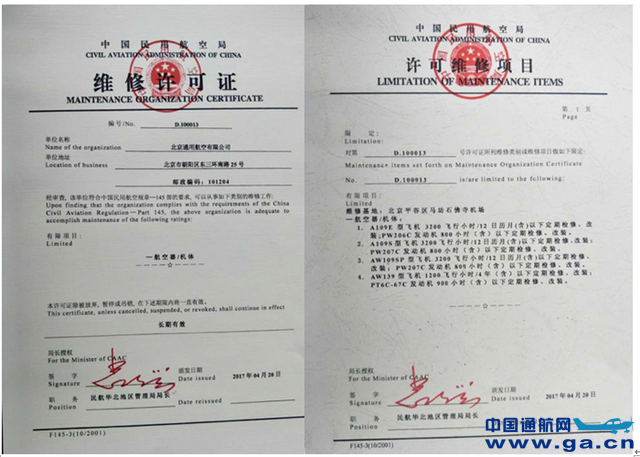 中国民用航空局
CIVIL AVIATION ADMINISTRATION OF CHINA
维修许可证
MAINTENANCE ORGANIZATION CERTIFICATE
编号/No. D.100013
单位名称
Name of the organization 北京通用航空有限公司
单位地址
Location of business 北京市朝阳区东三环南路25号
邮政编码:101204
经审查,该单位符合中国民用航空规章-145部的要求,可以从事如下类别的维修工作:
Upon finding that the organization complies with the requirements of the China
Civil Aviation Regulation—Part 145, the above organization is adequate to
accomplish maintenance of the following ratings:
有限项目:
Limited
一航空器/机体
本许可证除被放弃、暂停或吊销,在下述期限内将一直有效。
This certificate, unless cancelled, suspended, or revoked, shall continue in effect
长期有效
局长授权
For the Minister of CAAC
签字 颁发日期
Signature Date issued 2017年04月20日
职务 民航华北地区管理局局长
Position Date reissued
F145-3(10/2001)
中国民用航空局
CIVIL AVIATION ADMINISTRATION OF CHINA
许可维修项目
LIMITATION OF MAINTENANCE ITEMS
第 1 页
Page
限定:
Limitation:
对第 D.100013 号许可证所批维修类别或维修项目做如下限定:
Maintenance items set forth on Maintenance Organization Certificate
No. D.100013 is/are limited to the following:
有限项目:
Limited
维修基地:北京平谷区马坊石佛寺机场
一航空器/机体:
1. A109E 型飞机 3200 飞行小时/12 日历月(含)以下定期检修、改
装;PW206C 发动机 800 小时(含)以下定期检修、改装。
2. A109S 型飞机 3200 飞行小时/12 日历月(含)以下定期检修、改装;
PW207C 发动机 800 小时(含)以下定期检修、改装。
3. AW109SP 型飞机 3200 飞行小时/12 日历月(含)以下定期检修、
改装;PW207C 发动机 800 小时(含)以下定期检修、改装。
4. AW139 型飞机 1200 飞行小时/4 年(含)以下定期检修、改装;
PT6C-67C 发动机 900 小时(含)以下定期检修、改装。
局长授权
For the Minister of CAAC
签字 颁发日期
Signature Date issued 2017年04月20日
职务 民航华北地区管理局局长
Position
F145-3(10/2001)
中国通航网
www.ga.cn